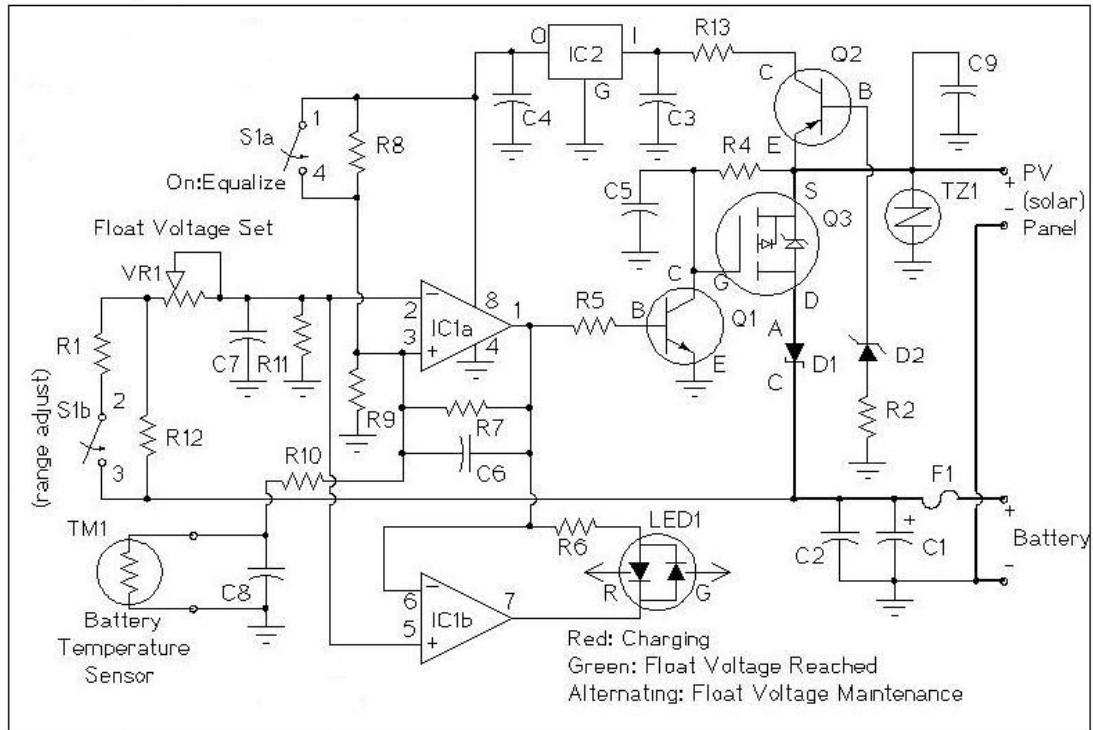 O
I
R13
IC2
Q2
C9
C
B
G
C4
C3
1
S1a
R8
4
R4
E
PV
+
(solar)
-
Panel
On:Equalize
C5
S
Q3
TZ1
Float Voltage Set
VR1
C
G
2
-
8
1
R5
B
D
R1
IC1a
Q1
3
+
4
A
C7
R11
E
D1
D2
C
2
S1b
R12
R9
R7
R2
3
(range adjust)
R10
C6
F1
TM1
LED1
+
R6
+
C2
C1
Battery
C8
-
6
7
R
G
-
IC1b
5
+
Battery
Temperature
Sensor
Red: Charging
Green: Float Voltage Reached
Alternating: Float Voltage Maintenance